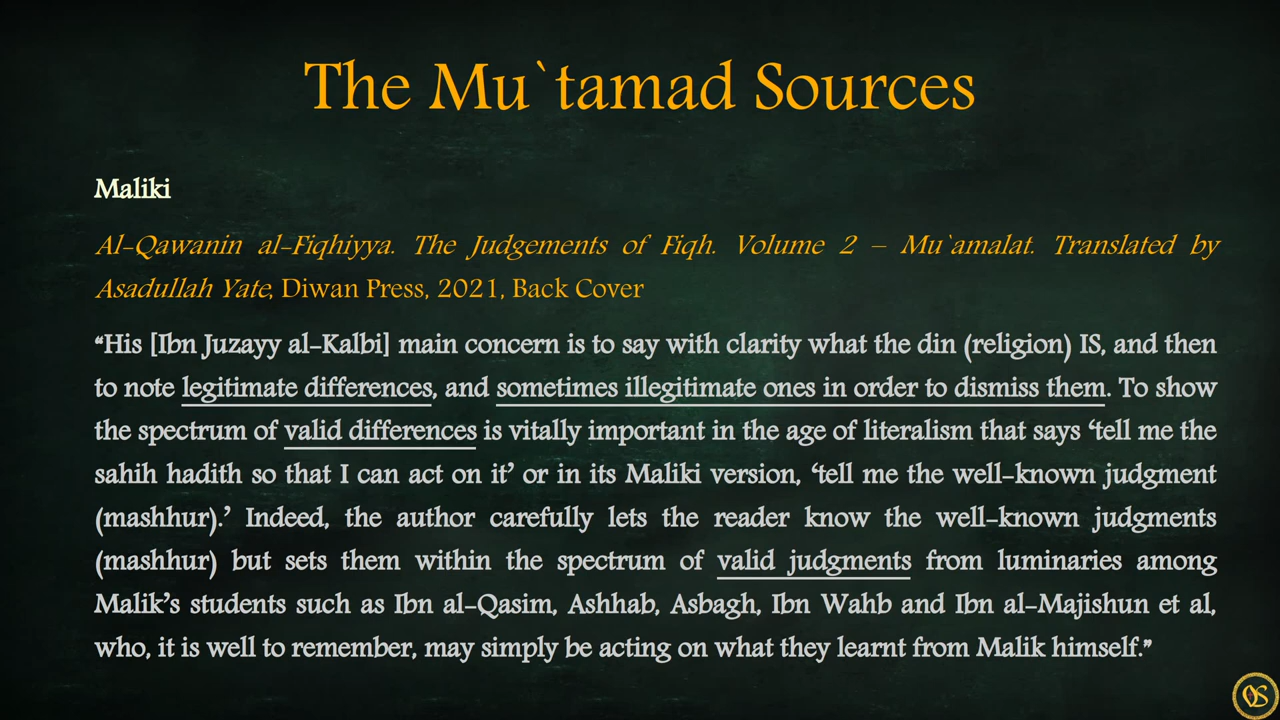 The Mu`tamad Sources
Maliki
Al-Qawanin al-Fiqhiyya. The Judgements of Fiqh. Volume 2 – Mu`amalat. Translated by
Asadullah Yate, Diwan Press, 2021, Back Cover
“His [Ibn Juzayy al-Kalbi] main concern is to say with clarity what the din (religion) IS, and then
to note legitimate differences, and sometimes illegitimate ones in order to dismiss them. To show
the spectrum of valid differences is vitally important in the age of literalism that says ‘tell me the
sahih hadith so that I can act on it’ or in its Maliki version, ‘tell me the well-known judgment
(mashhur).’ Indeed, the author carefully lets the reader know the well-known judgments
(mashhur) but sets them within the spectrum of valid judgments from luminaries among
Malik’s students such as Ibn al-Qasim, Ashhab, Asbagh, Ibn Wahb and Ibn al-Majishun et al,
who, it is well to remember, may simply be acting on what they learnt from Malik himself.”